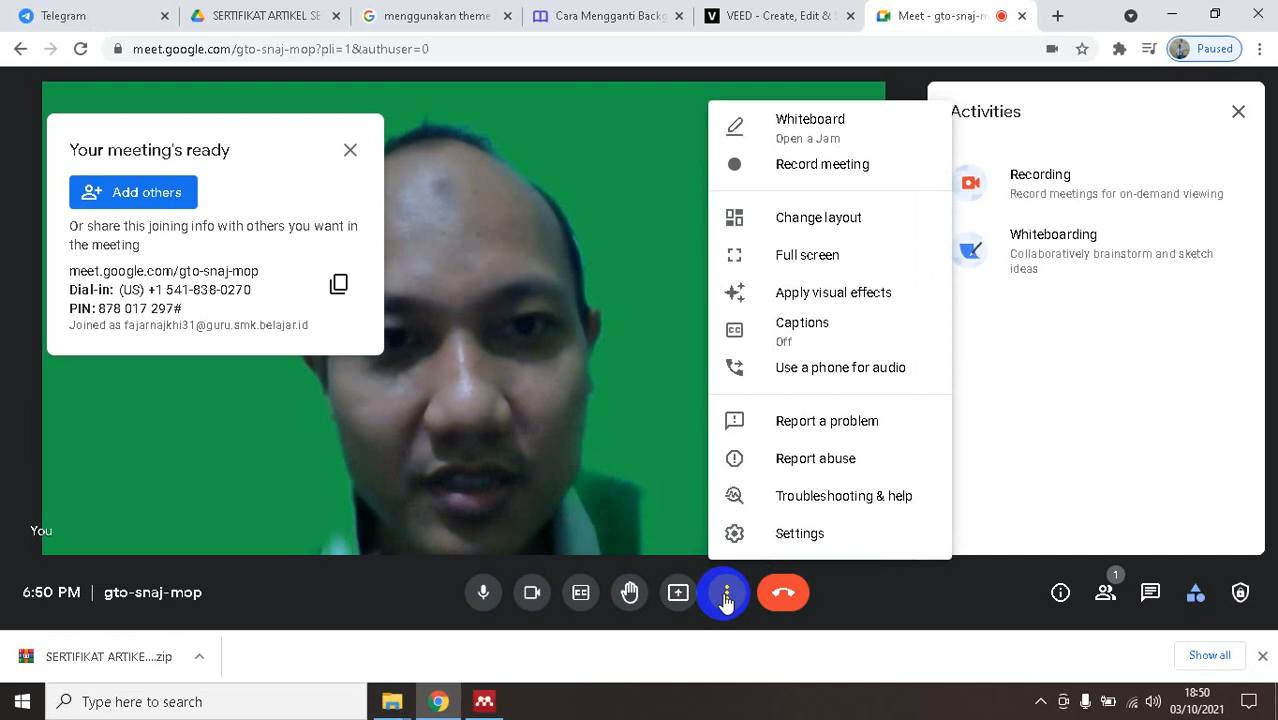 Telegram
SERTIFIKAT ARTIKEL SE
menggunakan theme
Cara Mengganti Backg
VEED - Create, Edit & S
Meet - gto-snaj-m
meet.google.com/gto-snaj-mop?pli=1&authuser=0
Paused
Your meeting's ready
Add others
Or share this joining info with others you want in
the meeting
meet.google.com/gto-snaj-mop
Dial-in: (US) +1 541-838-0270
PIN: 878 017 297#
Joined as fajarnajkhi31@guru.smk.belajar.id
You
Whiteboard
Open a Jam
Record meeting
Change layout
Full screen
Apply visual effects
CC
Captions
Off
Use a phone for audio
Report a problem
Report abuse
Troubleshooting & help
Settings
Activities
Recording
Record meetings for on-demand viewing
Whiteboarding
Collaboratively brainstorm and sketch
ideas
6:50 PM | gto-snaj-mop
CC
1
SERTIFIKAT ARTIKE....zip
Show all
Type here to search
18:50
03/10/2021